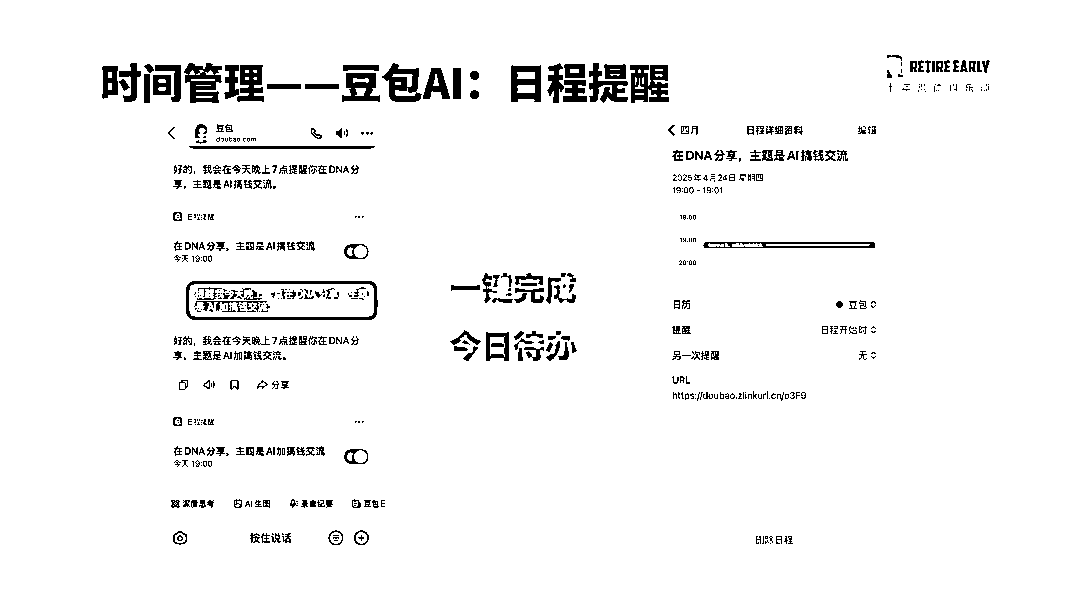 时间管理——豆包AI：日程提醒
RETIRE EARLY
豆包
doubao.com
好的，我会在今天晚上7点提醒你在DNA分
享，主题是AI搞钱交流。
日程提醒
在DNA分享，主题是AI搞钱交流
今天 19:00
提醒我今天晚上 在DNA分享 主题
是AI加搞钱交流
好的，我会在今天晚上7点提醒你在DNA分
享，主题是AI加搞钱交流。
分享
日程提醒
在DNA分享，主题是AI加搞钱交流
今天 19:00
深度思考
AI生图
录音纪要
豆包
按住说话
一键完成
今日待办
四月
日程详细资料
编辑
在DNA分享，主题是AI搞钱交流
2025年4月24日 星期四
19:00 - 19:01
18:00
19:00
20:00
日历
豆包
提醒
日程开始时
另一次提醒
无
URL
https://doubao.zlinkurl.cn/o3F9
删除日程